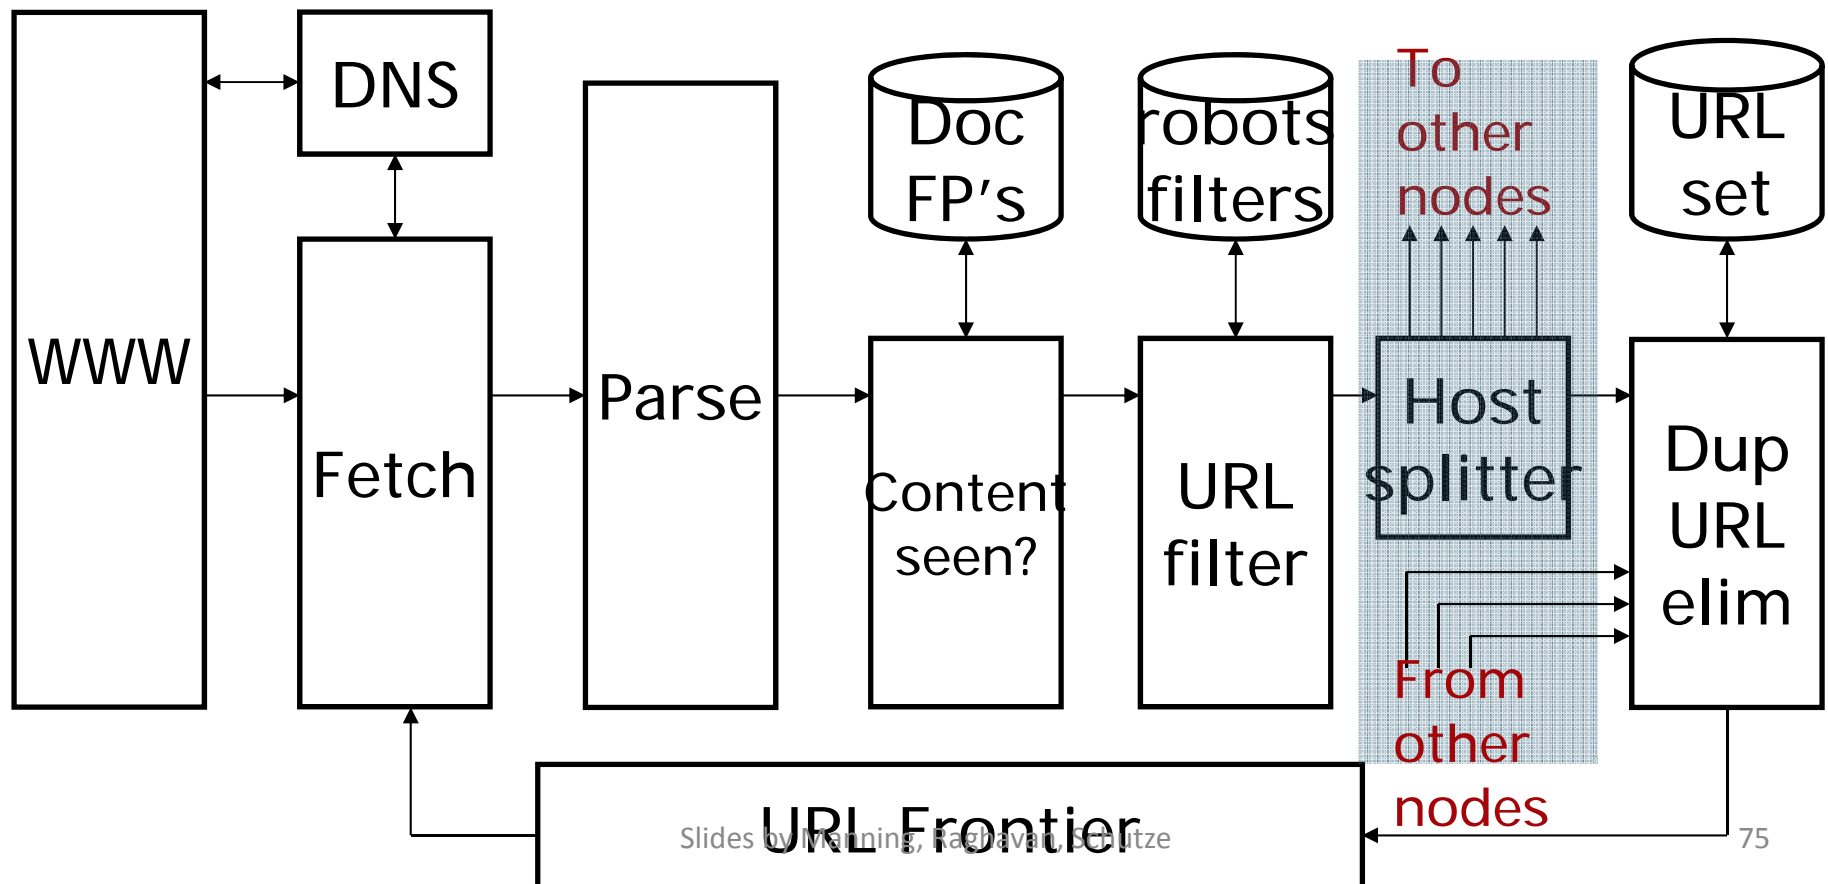 WWW
DNS
Fetch
Parse
Doc
FP's
Content
seen?
robots
filters
URL
filter
To
other
nodes
Host
splitter
From
other
nodes
URL
set
Dup
URL
elim
URL Frontier
Slides by Manning, Raghavan, Schutze
75